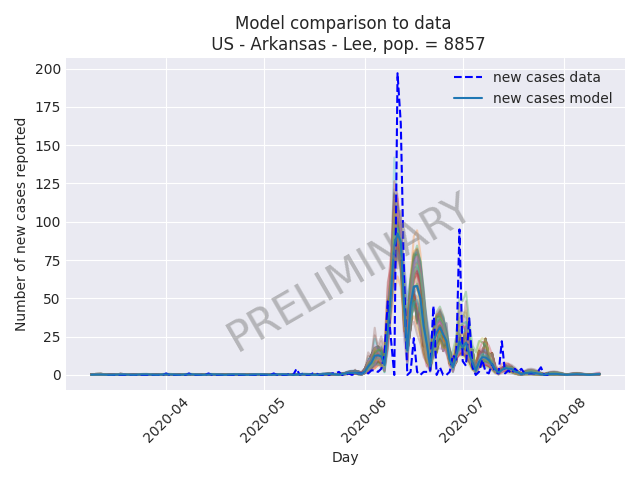 Model comparison to data
US - Arkansas - Lee, pop. = 8857
200
175
150
125
100
75
50
25
0
Number of new cases reported
new cases data
new cases model
PRELIMINARY
2020-04
2020-05
2020-06
2020-07
2020-08
Day